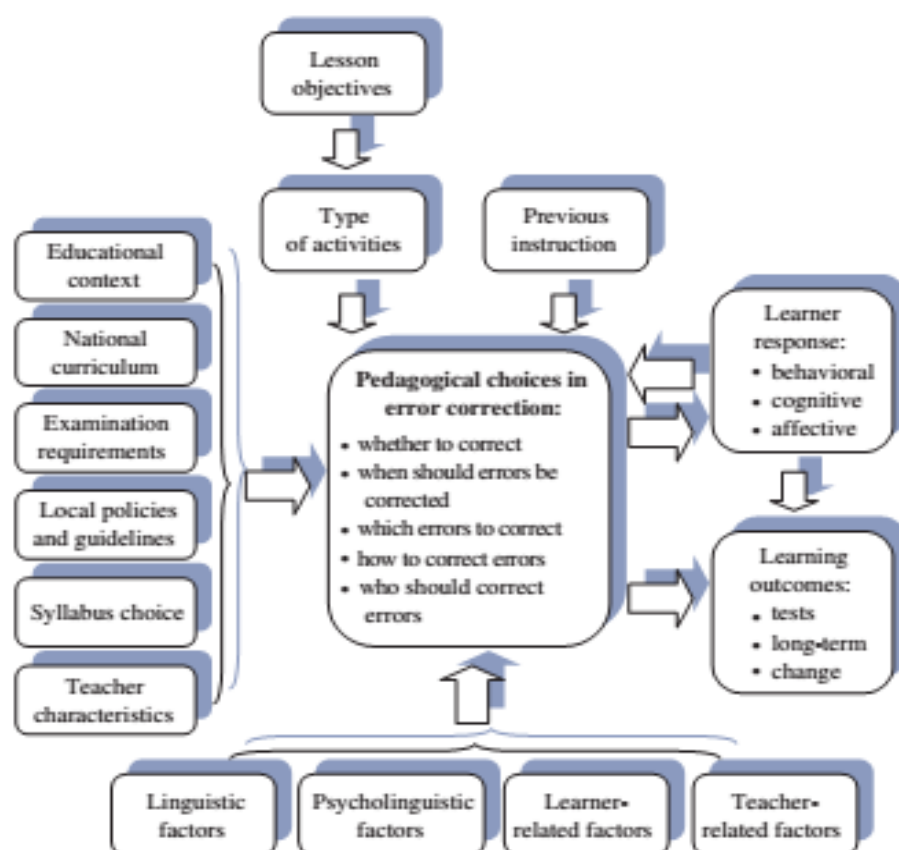 Lesson
objectives
Type
of activities
Previous
instruction
Educational
context
National
curriculum
Examination
requirements
Local policies
and guidelines
Syllabus choice
Teacher
characteristics
Pedagogical choices in
error correction:
• whether to correct
• when should errors be
corrected
• which errors to correct
• how to correct errors
• who should correct
errors
Learner
response:
• behavioral
• cognitive
• affective
Learning
outcomes:
• tests
• long-term
• change
Linguistic
factors
Psycholinguistic
factors
Learner-
related factors
Teacher-
related factors